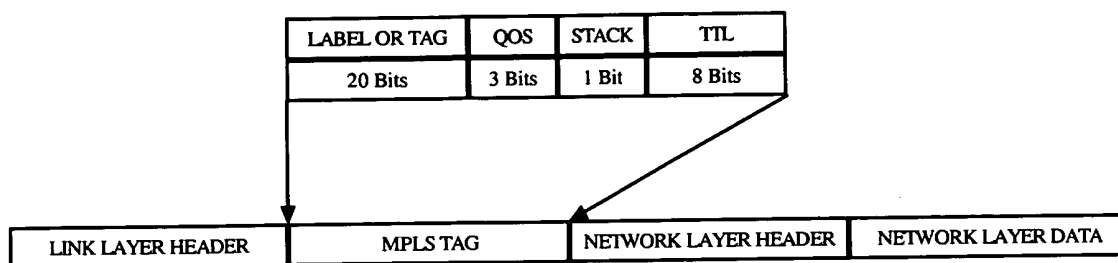 LABEL OR TAG QOS STACK TTL
20 Bits 3 Bits 1 Bit 8 Bits
LINK LAYER HEADER MPLS TAG NETWORK LAYER HEADER NETWORK LAYER DATA